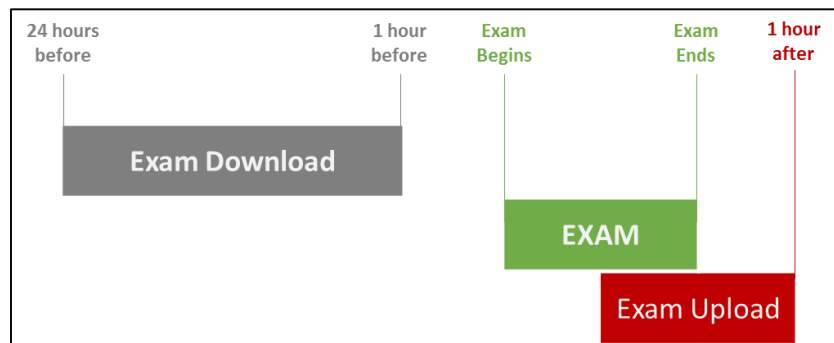 24 hours
before
1 hour
before
Exam
Begins
Exam
Ends
1 hour
after
Exam Download
EXAM
Exam Upload